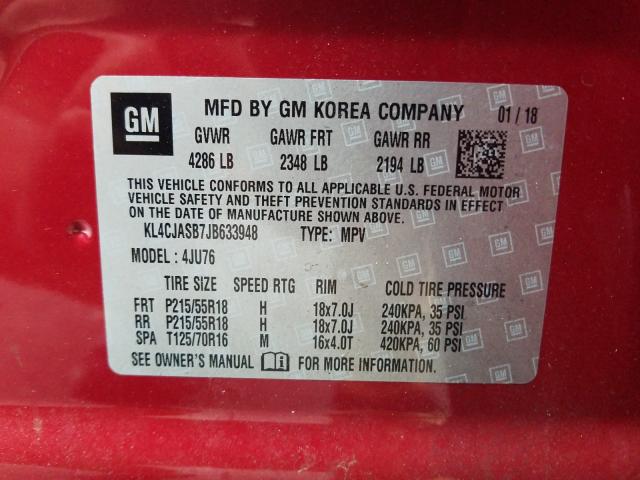 GM MFD BY GM KOREA COMPANY 01 / 18
GVWR GAWR FRT GAWR RR
4286 LB 2348 LB 2194 LB
THIS VEHICLE CONFORMS TO ALL APPLICABLE U.S. FEDERAL MOTOR
VEHICLE SAFETY AND THEFT PREVENTION STANDARDS IN EFFECT
ON THE DATE OF MANUFACTURE SHOWN ABOVE.
KL4CJASB7JB633948 TYPE: MPV
MODEL : 4JU76
TIRE SIZE SPEED RTG RIM COLD TIRE PRESSURE
FRT P215/55R18 H 18x7.0J 240KPA, 35 PSI
RR P215/55R18 H 18x7.0J 240KPA, 35 PSI
SPA T125/70R16 M 16x4.0T 420KPA, 60 PSI
SEE OWNER'S MANUAL FOR MORE INFORMATION.